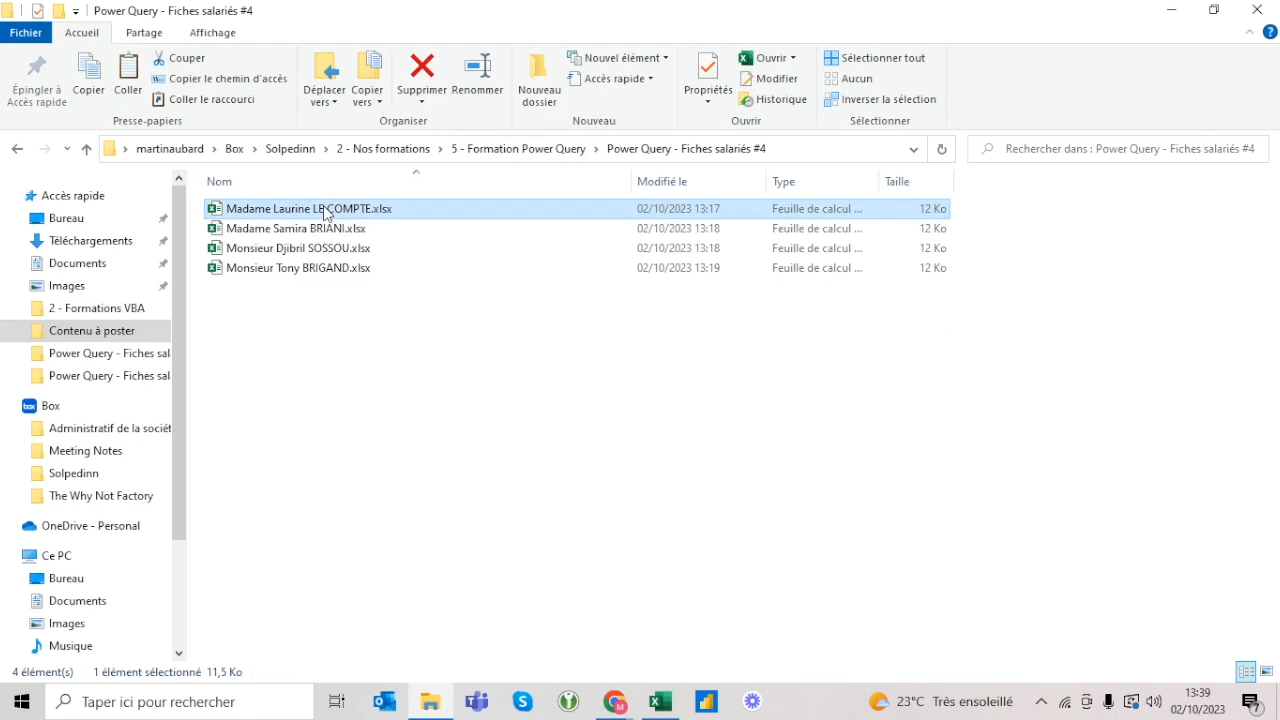 Power Query - Fiches salariés #4
Fichier Accueil Partage Affichage
Épingler à Accès rapide
Copier
Coller
Couper
Copier le chemin d'accès
Coller le raccourci
Déplacer vers
Copier vers
Supprimer
Renommer
Nouveau dossier
Nouvel élément
Accès rapide
Propriétés
Ouvrir
Modifier
Historique
Sélectionner tout
Aucun
Inverser la sélection
Presse-papiers Organiser Nouveau Ouvrir Sélectionner
martinaubard > Box > Solpedinn > 2 - Nos formations > 5 - Formation Power Query > Power Query - Fiches salariés #4
Rechercher dans : Power Query - Fiches salariés #4
Nom Modifié le Type Taille
Madame Laurine LECOMPTE.xlsx 02/10/2023 13:17 Feuille de calcul ... 12 Ko
Madame Samira BRIANI.xlsx 02/10/2023 13:18 Feuille de calcul ... 12 Ko
Monsieur Djibril SOSSOU.xlsx 02/10/2023 13:18 Feuille de calcul ... 12 Ko
Monsieur Tony BRIGAND.xlsx 02/10/2023 13:19 Feuille de calcul ... 12 Ko
Accès rapide
Bureau
Téléchargements
Documents
Images
2 - Formations VBA
Contenu à poster
Power Query - Fiches sal
Power Query - Fiches sal
box Box
Administratif de la sociét
Meeting Notes
Solpedinn
The Why Not Factory
OneDrive - Personal
Ce PC
Bureau
Documents
Images
Musique
4 élément(s) 1 élément sélectionné 11,5 Ko
Taper ici pour rechercher
23°C Très ensoleillé
13:39
02/10/2023
7